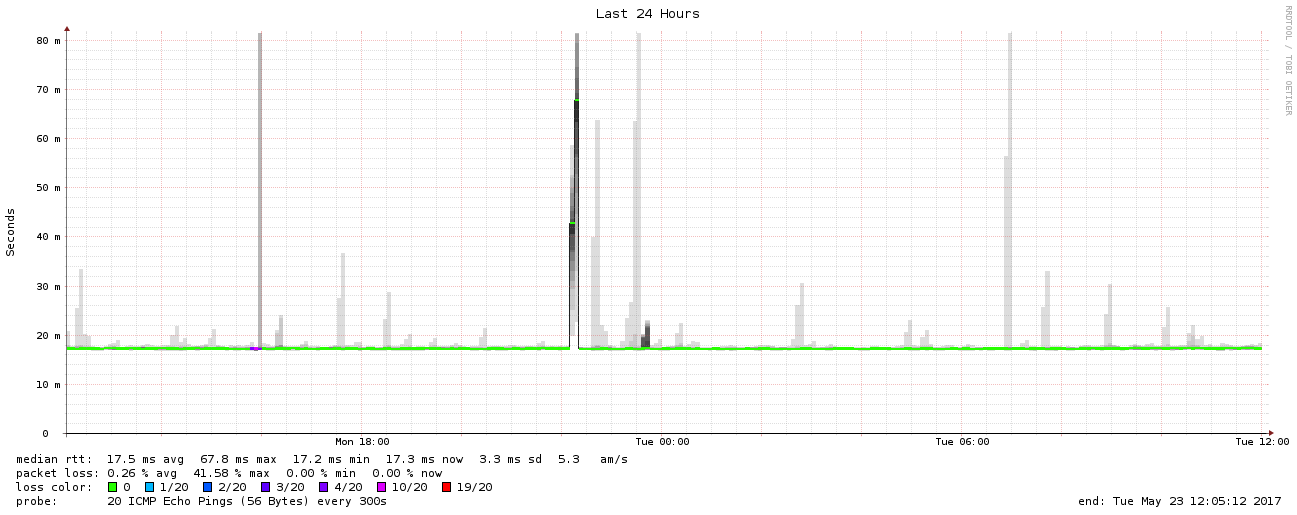 Last 24 Hours
RRDTOOL / TOBI OETIKER
Seconds
80 m
70 m
60 m
50 m
40 m
30 m
20 m
10 m
0
Mon 18:00 Tue 00:00 Tue 06:00 Tue 12:00
median rtt: 17.5 ms avg 67.8 ms max 17.2 ms min 17.3 ms now 3.3 ms sd 5.3 am/s
packet loss: 0.26 % avg 41.58 % max 0.00 % min 0.00 % now
loss color: 0 1/20 2/20 3/20 4/20 10/20 19/20
probe: 20 ICMP Echo Pings (56 Bytes) every 300s end: Tue May 23 12:05:12 2017